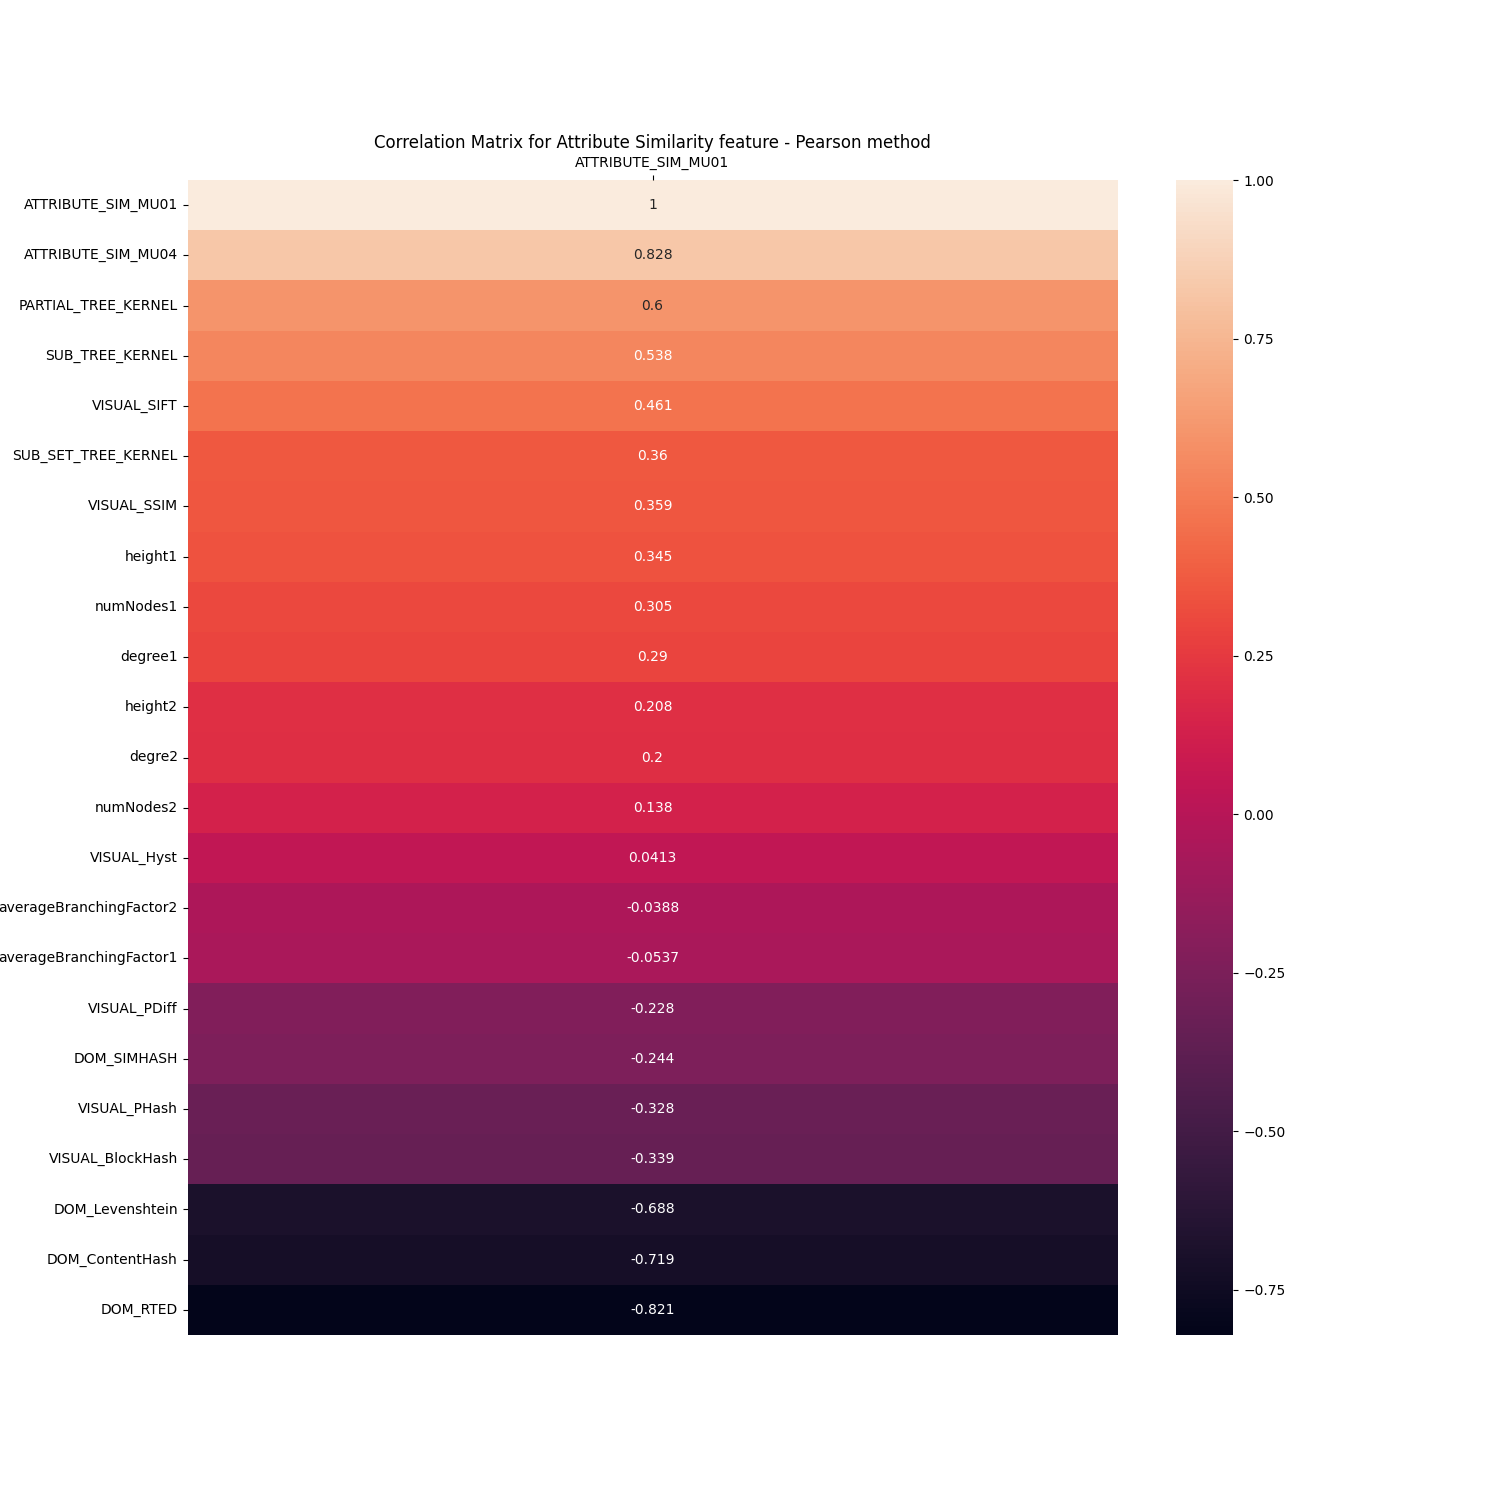 Correlation Matrix for Attribute Similarity feature - Pearson method
ATTRIBUTE_SIM_MU01
ATTRIBUTE_SIM_MU01 1
ATTRIBUTE_SIM_MU04 0.828
PARTIAL_TREE_KERNEL 0.6
SUB_TREE_KERNEL 0.538
VISUAL_SIFT 0.461
SUB_SET_TREE_KERNEL 0.36
VISUAL_SSIM 0.359
height1 0.345
numNodes1 0.305
degree1 0.29
height2 0.208
degre2 0.2
numNodes2 0.138
VISUAL_Hyst 0.0413
averageBranchingFactor2 -0.0388
averageBranchingFactor1 -0.0537
VISUAL_PDiff -0.228
DOM_SIMHASH -0.244
VISUAL_PHash -0.328
VISUAL_BlockHash -0.339
DOM_Levenshtein -0.688
DOM_ContentHash -0.719
DOM_RTED -0.821
1.00
0.75
0.50
0.25
0.00
−0.25
−0.50
−0.75